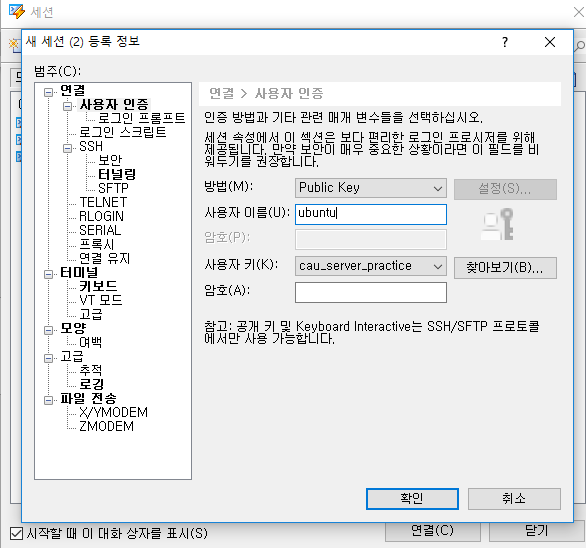 세션
새 세션 (2) 등록 정보
?
범주(C):
연결
사용자 인증
로그인 프롬프트
로그인 스크립트
SSH
보안
터널링
SFTP
TELNET
RLOGIN
SERIAL
프록시
연결 유지
터미널
키보드
VT 모드
고급
모양
여백
고급
추적
로깅
파일 전송
X/YMODEM
ZMODEM
연결 > 사용자 인증
인증 방법과 기타 관련 매개 변수들을 선택하십시오.
세션 속성에서 이 섹션은 보다 편리한 로그인 프로시저를 위해
제공됩니다. 만약 보안이 매우 중요한 상황이라면 이 필드를 비
워두기를 권장합니다.
방법(M): Public Key 설정(S)...
사용자 이름(U): ubuntu
암호(P):
사용자 키(K): cau_server_practice 찾아보기(B)...
암호(A):
참고: 공개 키 및 Keyboard Interactive는 SSH/SFTP 프로토콜
에서만 사용 가능합니다.
확인 취소
시작할 때 이 대화 상자를 표시(S) 연결(C) 닫기